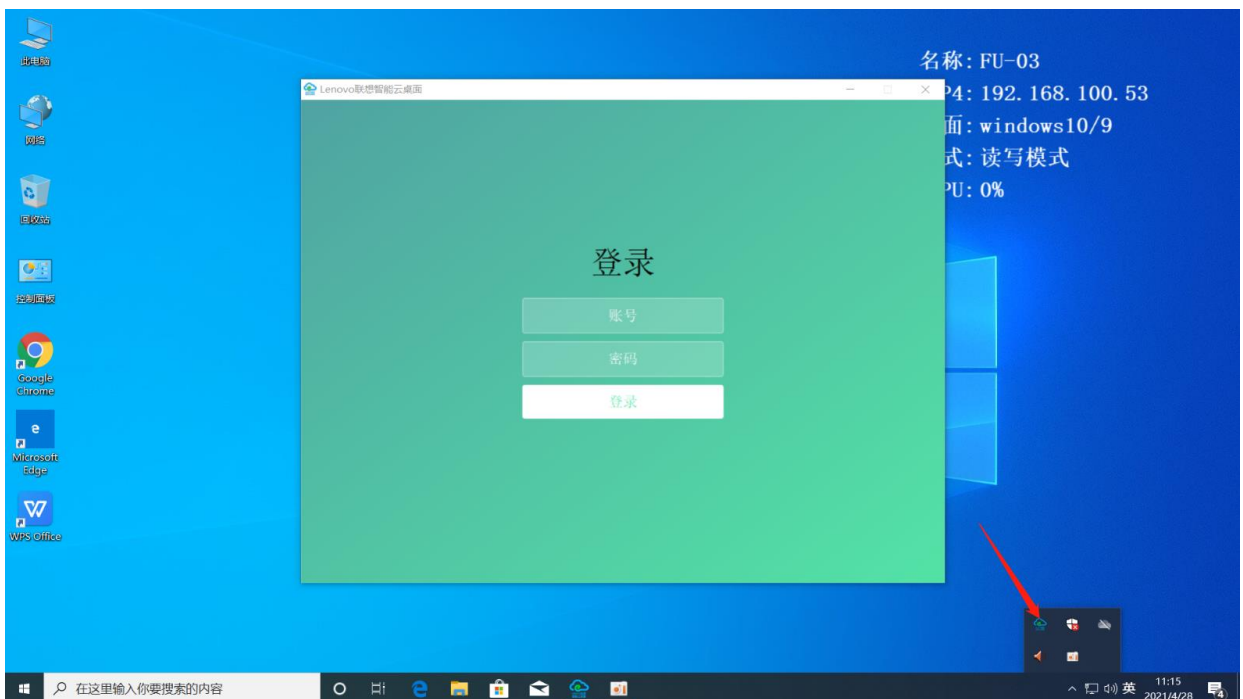 此电脑
网络
回收站
控制面板
Google
Chrome
Microsoft
Edge
WPS Office
Lenovo联想智能云桌面
登录
账号
密码
登录
名称: FU-03
P4: 192.168.100.53
面: windows10/9
式: 读写模式
PU: 0%
在这里输入你要搜索的内容
英
11:15
2021/4/28
4